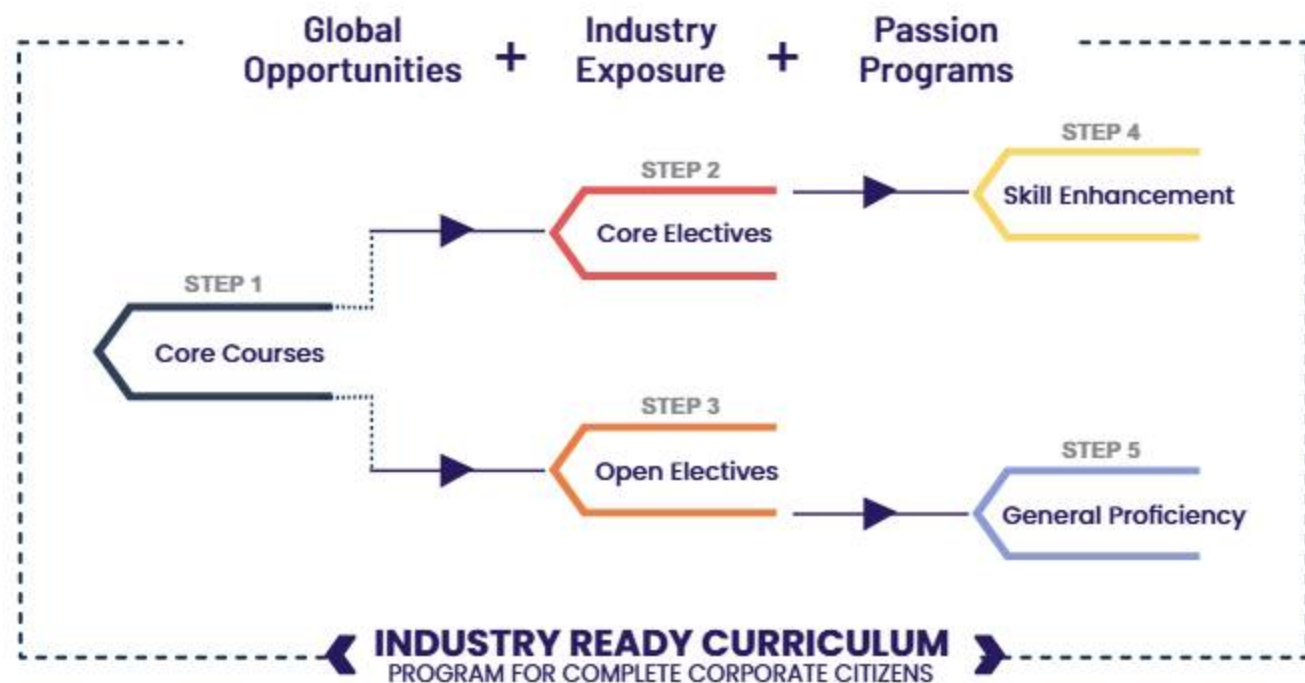 Global
Opportunities
+
Industry
Exposure
+
Passion
Programs
STEP 1
Core Courses
STEP 2
Core Electives
STEP 3
Open Electives
STEP 4
Skill Enhancement
STEP 5
General Proficiency
INDUSTRY READY CURRICULUM
PROGRAM FOR COMPLETE CORPORATE CITIZENS